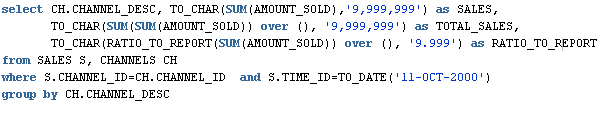 select CH.CHANNEL_DESC, TO_CHAR(SUM(AMOUNT_SOLD),'9,999,999') as SALES,
TO_CHAR(SUM(SUM(AMOUNT_SOLD)) over (), '9,999,999') as TOTAL_SALES,
TO_CHAR(RATIO_TO_REPORT(SUM(AMOUNT_SOLD)) over (), '9.999') as RATIO_TO_REPORT
from SALES S, CHANNELS CH
where S.CHANNEL_ID=CH.CHANNEL_ID  and S.TIME_ID=TO_DATE('11-OCT-2000')
group by CH.CHANNEL_DESC